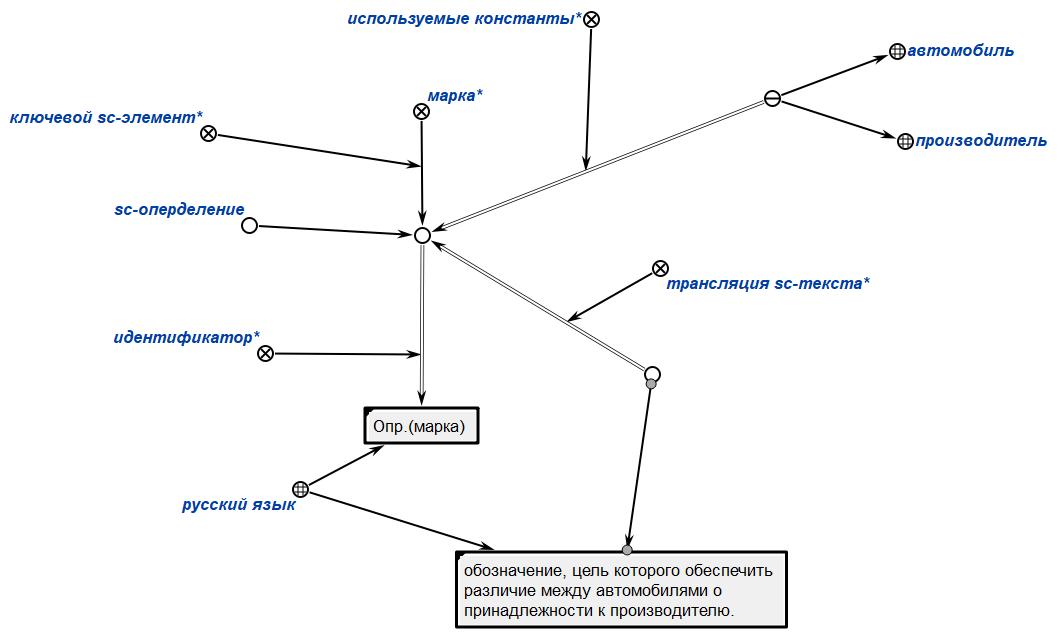 используемые константы*
автомобиль
марка*
ключевой sc-элемент*
производитель
sc-оперделение
трансляция sc-текста*
идентификатор*
Опр.(марка)
русский язык
обозначение, цель которого обеспечить
различие между автомобилями о
принадлежности к производителю.